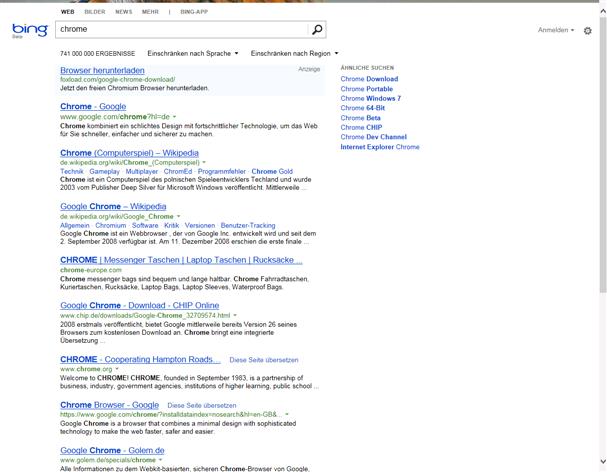 WEB BILDER NEWS MEHR | BING-APP
bing
Beta
chrome
Anmelden
741 000 000 ERGEBNISSE Einschränken nach Sprache Einschränken nach Region
Browser herunterladen
Anzeige
foxload.com/google-chrome-download/
Jetzt den freien Chromium Browser herunterladen.
Chrome - Google
www.google.com/chrome?hl=de
Chrome kombiniert ein schlichtes Design mit fortschrittlicher Technologie, um das Web
für Sie schneller, einfacher und sicherer zu machen.
Chrome (Computerspiel) – Wikipedia
de.wikipedia.org/wiki/Chrome_(Computerspiel)
Technik · Gameplay · Multiplayer · ChromEd · Programmfehler · Chrome Gold
Chrome ist ein Computerspiel des polnischen Spieleentwicklers Techland und wurde
2003 vom Publisher Deep Silver für Microsoft Windows veröffentlicht. Mittlerweile ...
Google Chrome – Wikipedia
de.wikipedia.org/wiki/Google_Chrome
Allgemein · Chromium · Software · Kritik · Versionen · Benutzer-Tracking
Google Chrome ist ein Webbrowser , der von Google Inc. entwickelt wird und seit dem
2. September 2008 verfügbar ist. Am 11. Dezember 2008 erschien die erste finale ...
CHROME | Messenger Taschen | Laptop Taschen | Rucksäcke ...
chrome-europe.com
Chrome messenger bags sind bequem und lange haltbar. Chrome Fahrradtaschen,
Kuriertaschen, Rucksäcke, Laptop Bags, Laptop Sleeves, Waterproof Bags.
Google Chrome - Download - CHIP Online
www.chip.de/downloads/Google-Chrome_32709574.html
2008 erstmals veröffentlicht, bietet Google mittlerweile bereits Version 26 seines
Browsers zum kostenlosen Download an. Chrome bringt eine integrierte
Übersetzung ...
CHROME - Cooperating Hampton Roads... Diese Seite übersetzen
www.chrome.org
Welcome to CHROME! CHROME, founded in September 1983, is a partnership of
business, industry, government agencies, institutions of higher learning, public school ...
Chrome Browser - Google Diese Seite übersetzen
https://www.google.com/chrome/?installdataindex=nosearch&hl=en-GB&...
Google Chrome is a browser that combines a minimal design with sophisticated
technology to make the web faster, safer and easier.
Google Chrome - Golem.de
www.golem.de/specials/chrome
Alle Informationen zu dem Webkit-basierten, sicheren Chrome-Browser von Google,
ÄHNLICHE SUCHEN
Chrome Download
Chrome Portable
Chrome Windows 7
Chrome 64-Bit
Chrome Beta
Chrome CHIP
Chrome Dev Channel
Internet Explorer Chrome